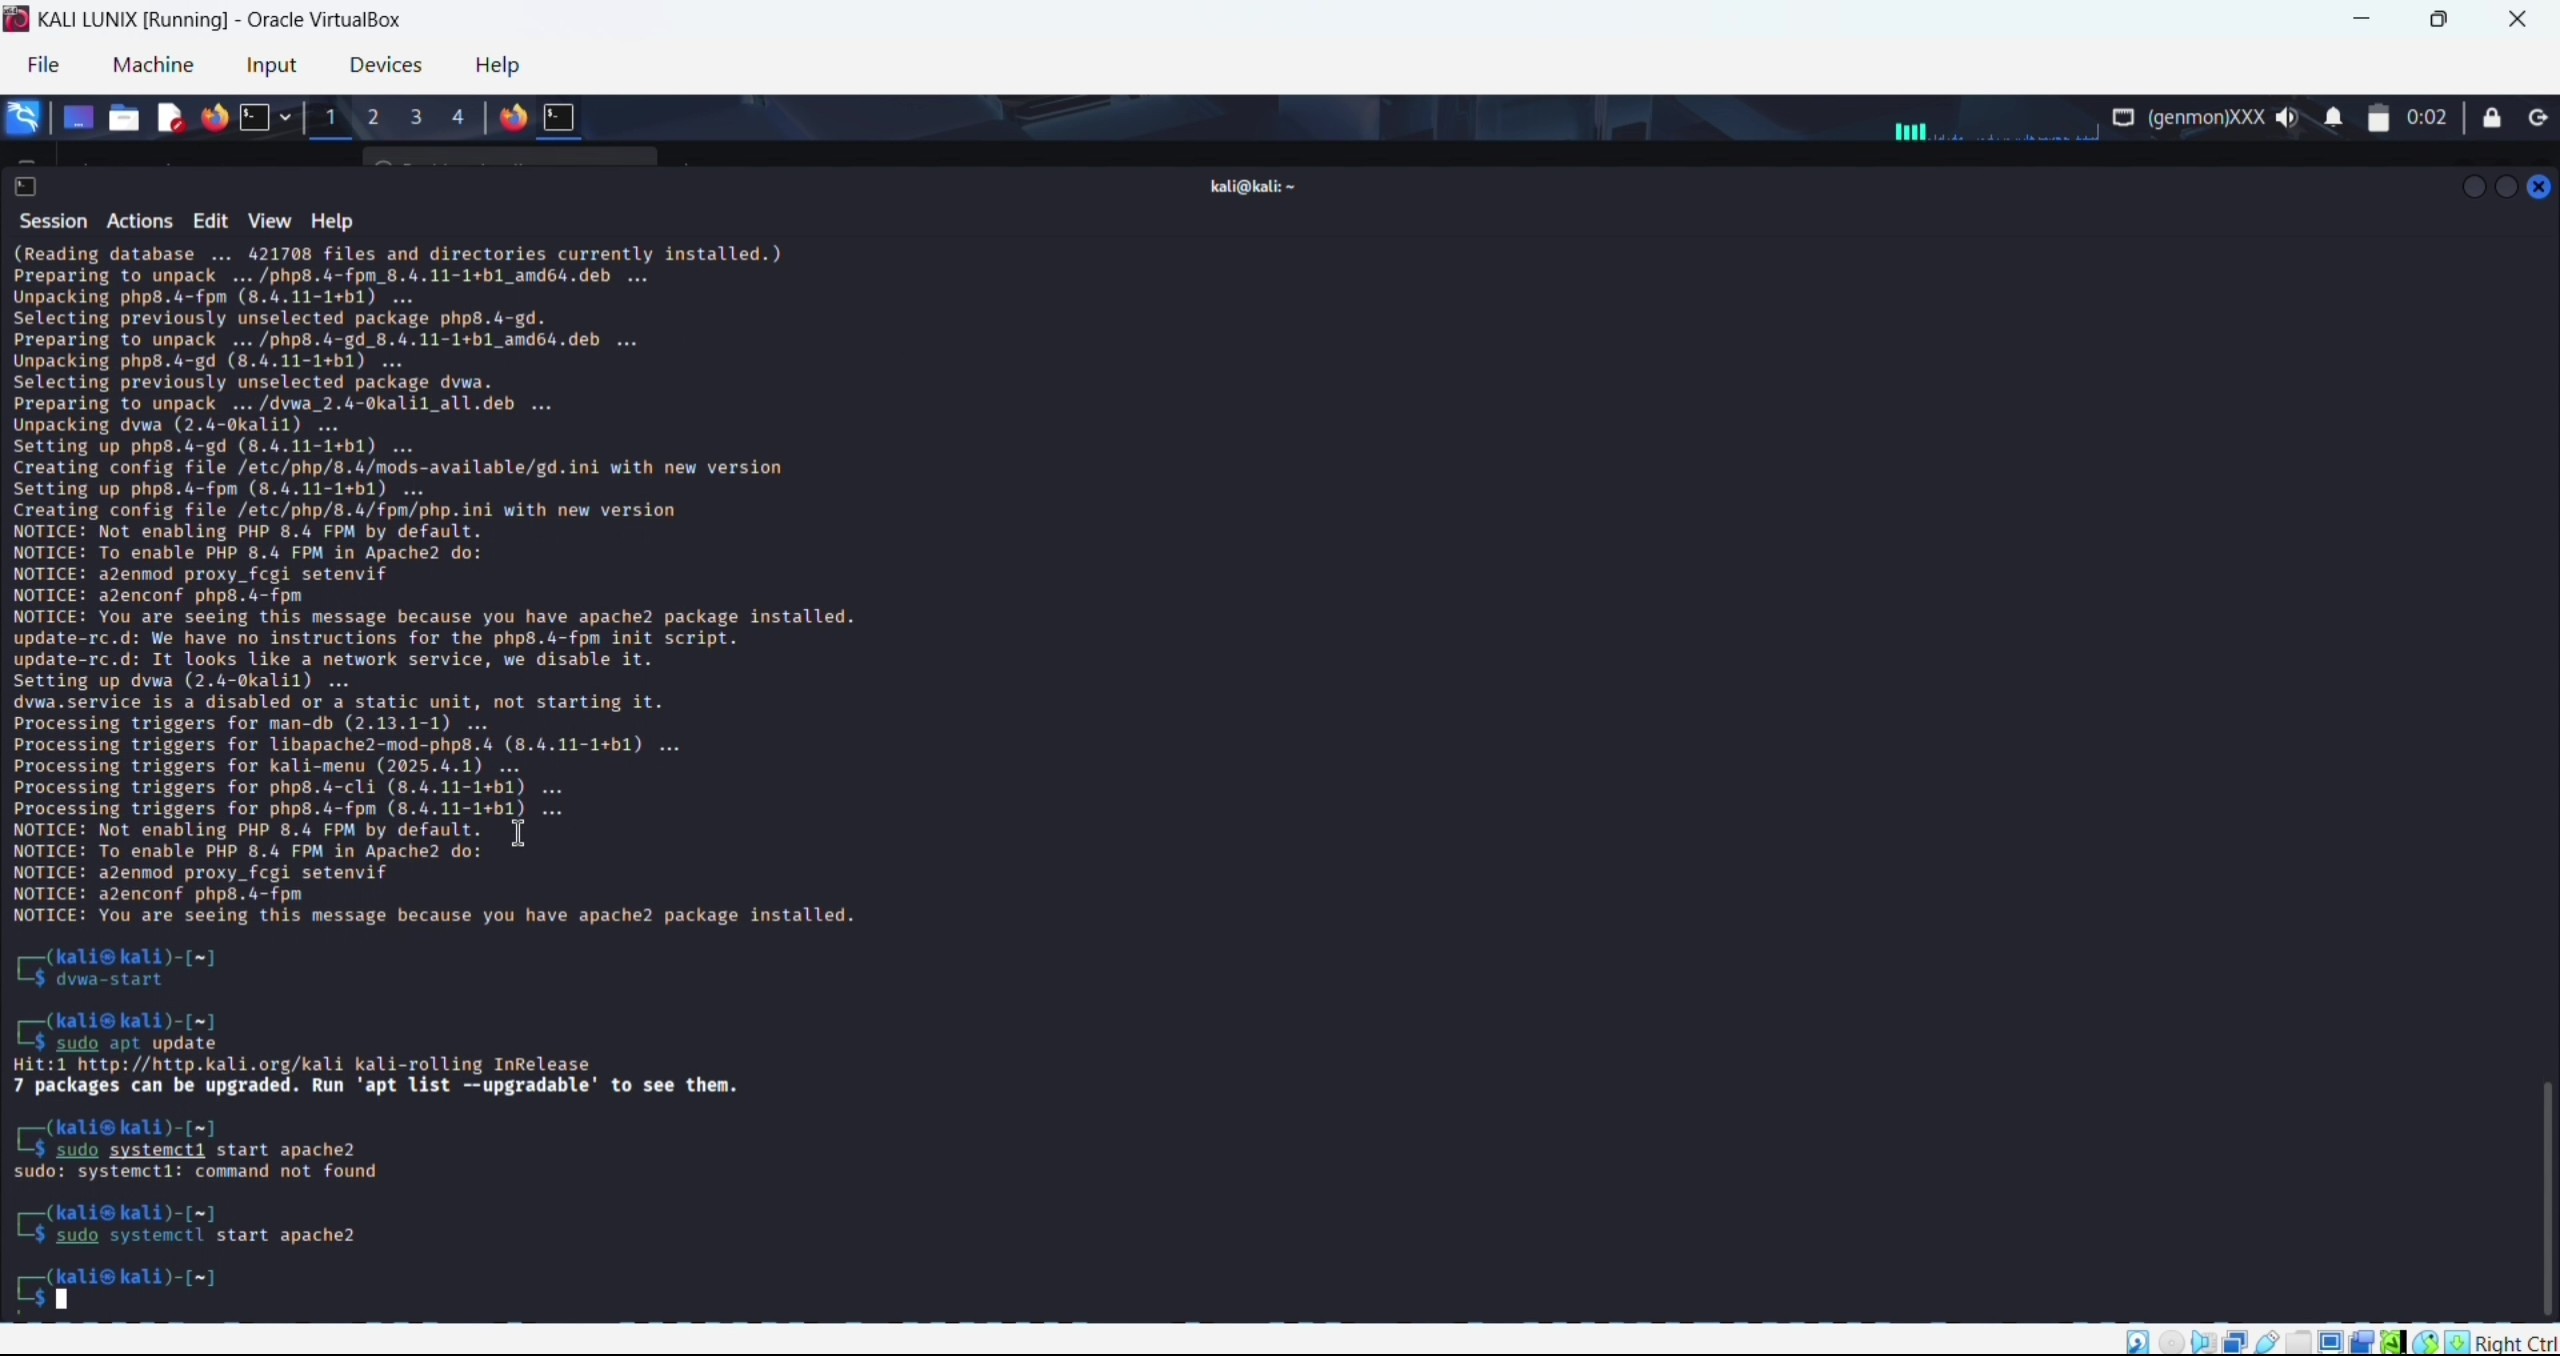 KALI LUNIX [Running] - Oracle VirtualBox
File Machine Input Devices Help
1 2 3 4 (genmon)XXX 0:02
kali@kali: ~
Session Actions Edit View Help
(Reading database ... 421708 files and directories currently installed.)
Preparing to unpack .../php8.4-fpm_8.4.11-1+b1_amd64.deb ...
Unpacking php8.4-fpm (8.4.11-1+b1) ...
Selecting previously unselected package php8.4-gd.
Preparing to unpack .../php8.4-gd_8.4.11-1+b1_amd64.deb ...
Unpacking php8.4-gd (8.4.11-1+b1) ...
Selecting previously unselected package dvwa.
Preparing to unpack .../dvwa_2.4-0kali1_all.deb ...
Unpacking dvwa (2.4-0kali1) ...
Setting up php8.4-gd (8.4.11-1+b1) ...
Creating config file /etc/php/8.4/mods-available/gd.ini with new version
Setting up php8.4-fpm (8.4.11-1+b1) ...
Creating config file /etc/php/8.4/fpm/php.ini with new version
NOTICE: Not enabling PHP 8.4 FPM by default.
NOTICE: To enable PHP 8.4 FPM in Apache2 do:
NOTICE: a2enmod proxy_fcgi setenvif
NOTICE: a2enconf php8.4-fpm
NOTICE: You are seeing this message because you have apache2 package installed.
update-rc.d: We have no instructions for the php8.4-fpm init script.
update-rc.d: It looks like a network service, we disable it.
Setting up dvwa (2.4-0kali1) ...
dvwa.service is a disabled or a static unit, not starting it.
Processing triggers for man-db (2.13.1-1) ...
Processing triggers for libapache2-mod-php8.4 (8.4.11-1+b1) ...
Processing triggers for kali-menu (2025.4.1) ...
Processing triggers for php8.4-cli (8.4.11-1+b1) ...
Processing triggers for php8.4-fpm (8.4.11-1+b1) ...
NOTICE: Not enabling PHP 8.4 FPM by default.
NOTICE: To enable PHP 8.4 FPM in Apache2 do:
NOTICE: a2enmod proxy_fcgi setenvif
NOTICE: a2enconf php8.4-fpm
NOTICE: You are seeing this message because you have apache2 package installed.
┌──(kali㉿kali)-[~]
└─$ dvwa-start
┌──(kali㉿kali)-[~]
└─$ sudo apt update
Hit:1 http://http.kali.org/kali kali-rolling InRelease
7 packages can be upgraded. Run 'apt list --upgradable' to see them.
┌──(kali㉿kali)-[~]
└─$ sudo systemct1 start apache2
sudo: systemct1: command not found
┌──(kali㉿kali)-[~]
└─$ sudo systemctl start apache2
┌──(kali㉿kali)-[~]
└─$
Right Ctrl